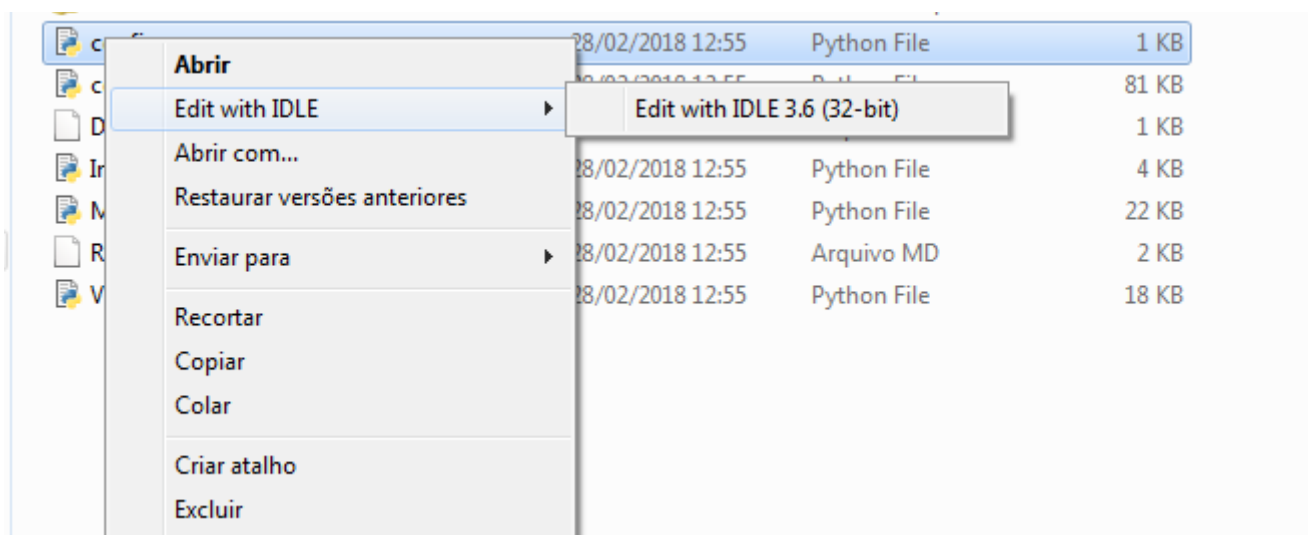 28/02/2018 12:55 Python File 1 KB
Abrir
81 KB
Edit with IDLE
Edit with IDLE 3.6 (32-bit)
D 1 KB
Abrir com...
28/02/2018 12:55 Python File 4 KB
Restaurar versões anteriores
M 28/02/2018 12:55 Python File 22 KB
Enviar para
R 28/02/2018 12:55 Arquivo MD 2 KB
V 28/02/2018 12:55 Python File 18 KB
Recortar
Copiar
Colar
Criar atalho
Excluir